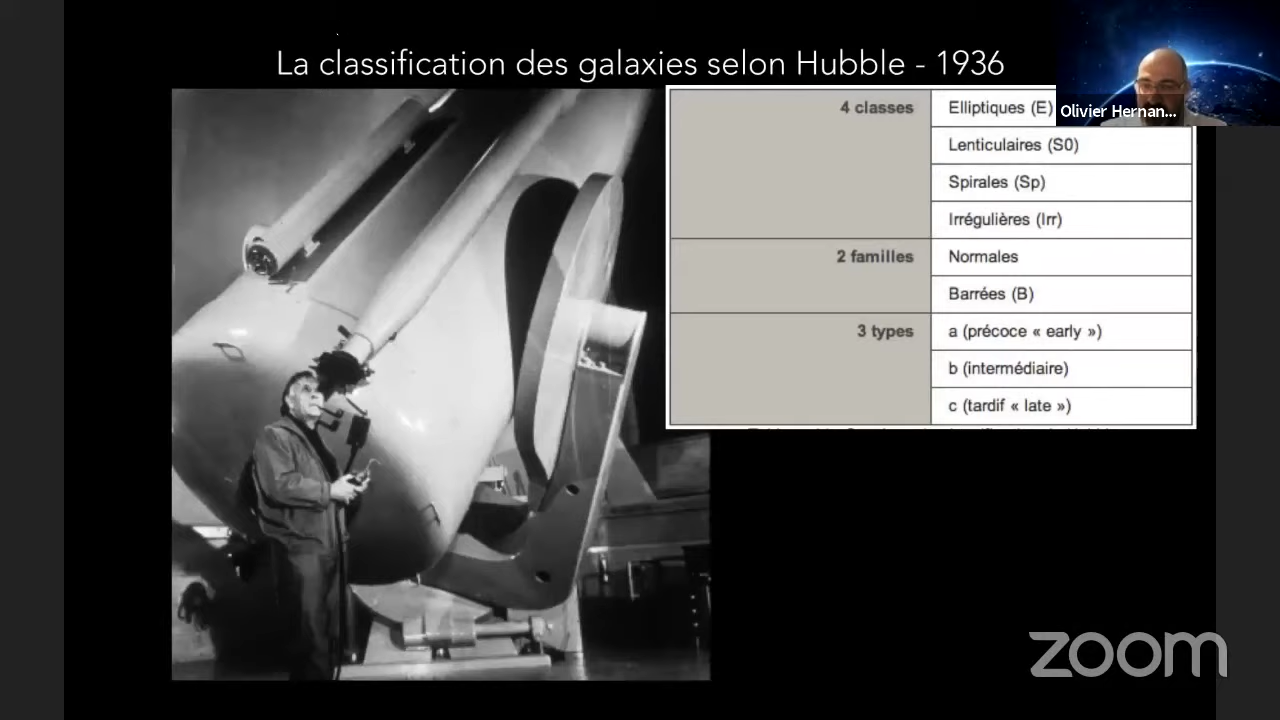 La classification des galaxies selon Hubble - 1936
4 classes
Elliptiques (E)
Lenticulaires (S0)
Spirales (Sp)
Irrégulières (Irr)
2 familles
Normales
Barrées (B)
3 types
a (précoce « early »)
b (intermédiaire)
c (tardif « late »)
Olivier Hernan...
zoom